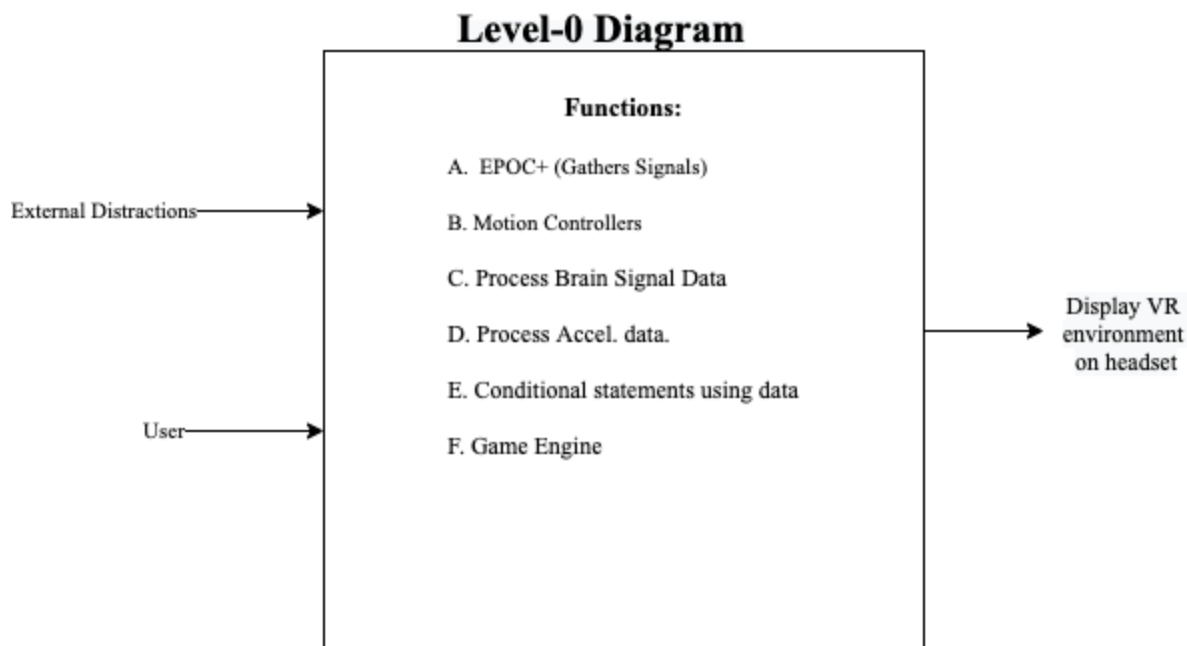 Level-0 Diagram
Functions:
A. EPOC+ (Gathers Signals)
External Distractions
B. Motion Controllers
C. Process Brain Signal Data
D. Process Accel. data.
E. Conditional statements using data
User
F. Game Engine
Display VR
environment
on headset